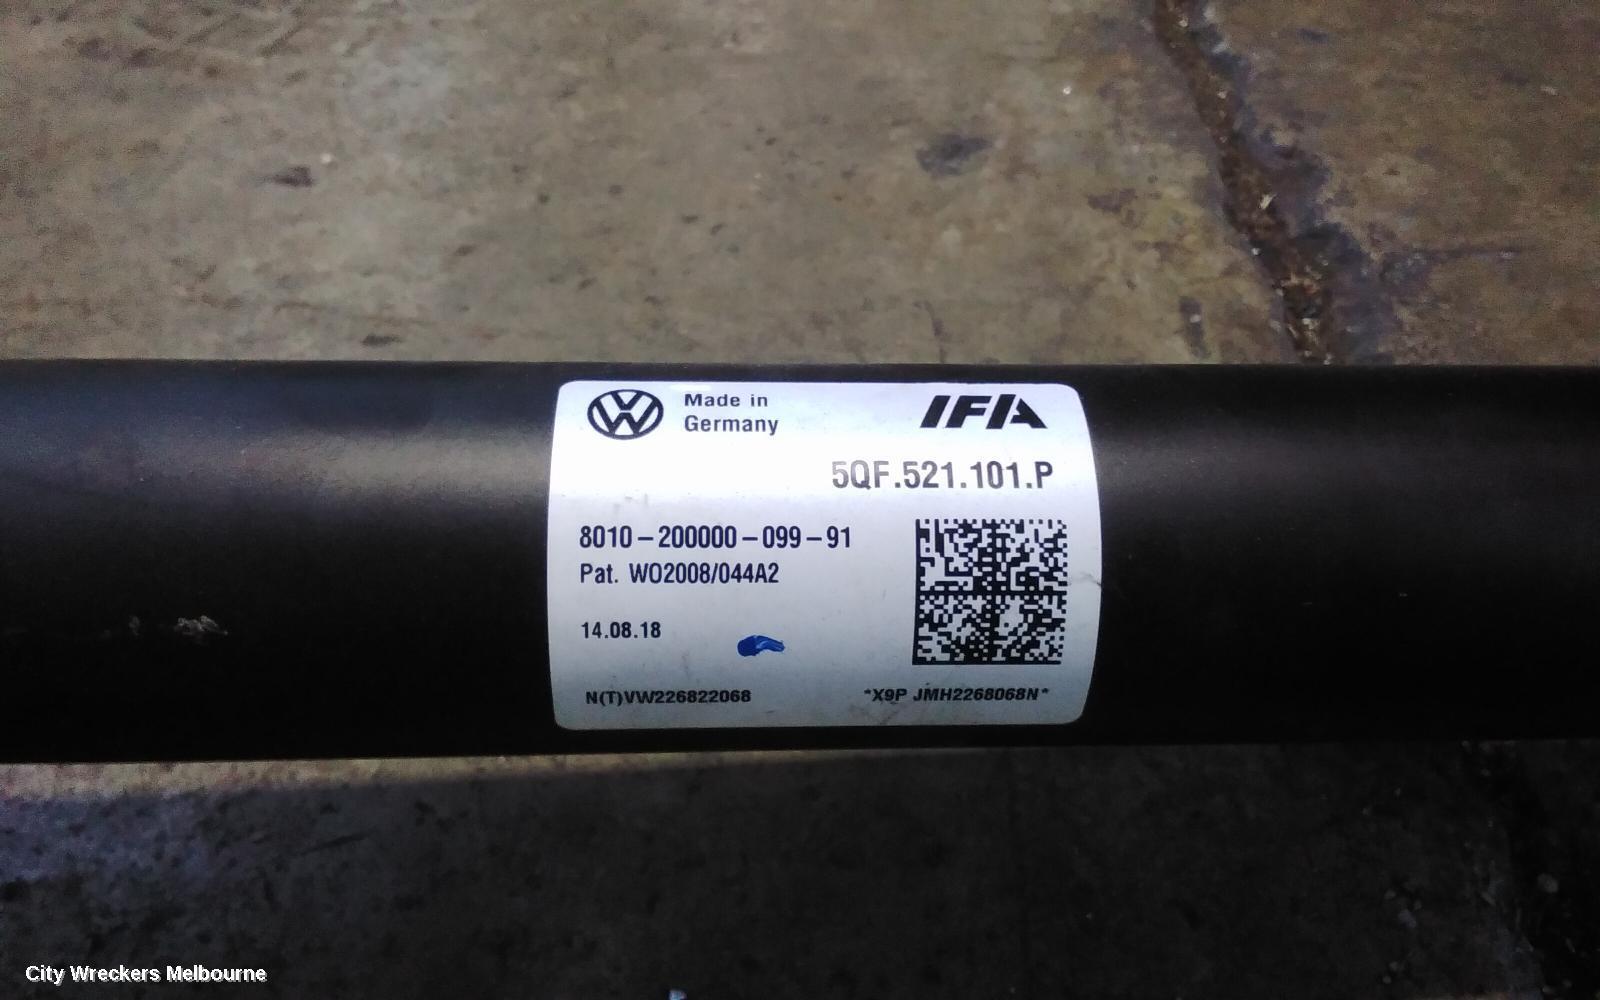 Made in
Germany
IFA
5QF.521.101.P
8010-200000-099-91
Pat. WO2008/044A2
14.08.18
N(T)VW226822068
*X9P JMH2268068N*
City Wreckers Melbourne